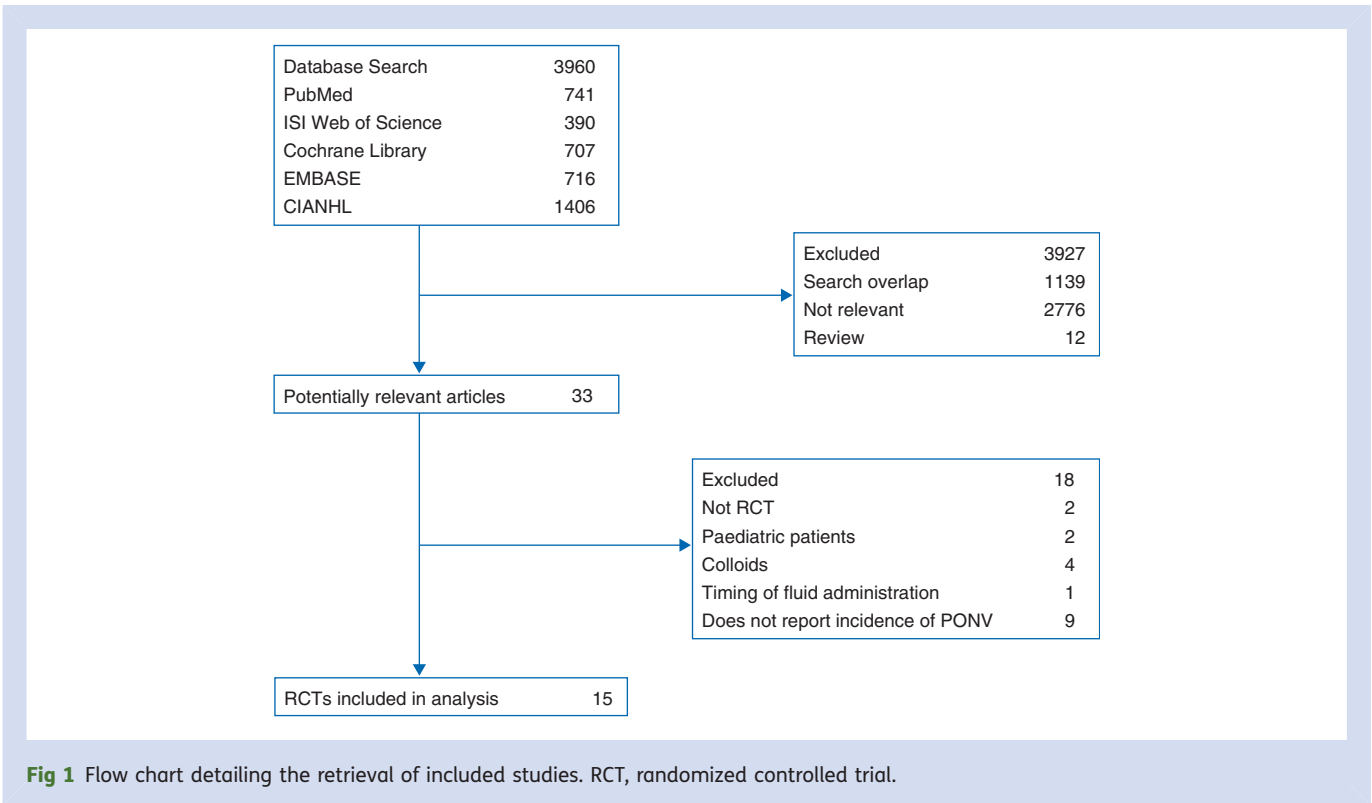 Database Search 3960
PubMed 741
ISI Web of Science 390
Cochrane Library 707
EMBASE 716
CIANHL 1406
Excluded 3927
Search overlap 1139
Not relevant 2776
Review 12
Potentially relevant articles 33
Excluded 18
Not RCT 2
Paediatric patients 2
Colloids 4
Timing of fluid administration 1
Does not report incidence of PONV 9
RCTs included in analysis 15
Fig 1 Flow chart detailing the retrieval of included studies. RCT, randomized controlled trial.